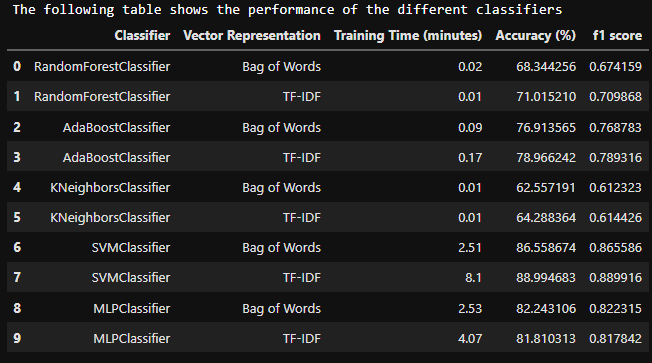 The following table shows the performance of the different classifiers
Classifier Vector Representation Training Time (minutes) Accuracy (%) f1 score
0 RandomForestClassifier Bag of Words 0.02 68.344256 0.674159
1 RandomForestClassifier TF-IDF 0.01 71.015210 0.709868
2 AdaBoostClassifier Bag of Words 0.09 76.913565 0.768783
3 AdaBoostClassifier TF-IDF 0.17 78.966242 0.789316
4 KNeighborsClassifier Bag of Words 0.01 62.557191 0.612323
5 KNeighborsClassifier TF-IDF 0.01 64.288364 0.614426
6 SVMClassifier Bag of Words 2.51 86.558674 0.865586
7 SVMClassifier TF-IDF 8.1 88.994683 0.889916
8 MLPClassifier Bag of Words 2.53 82.243106 0.822315
9 MLPClassifier TF-IDF 4.07 81.810313 0.817842